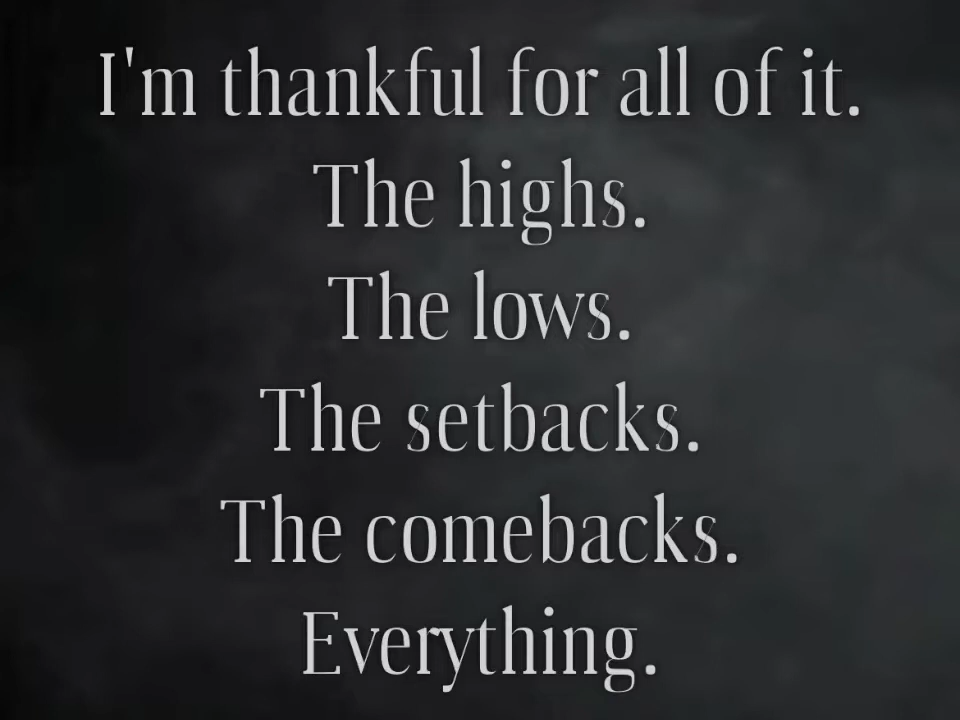 I'm thankful for all of it.
The highs.
The lows.
The setbacks.
The comebacks.
Everything.